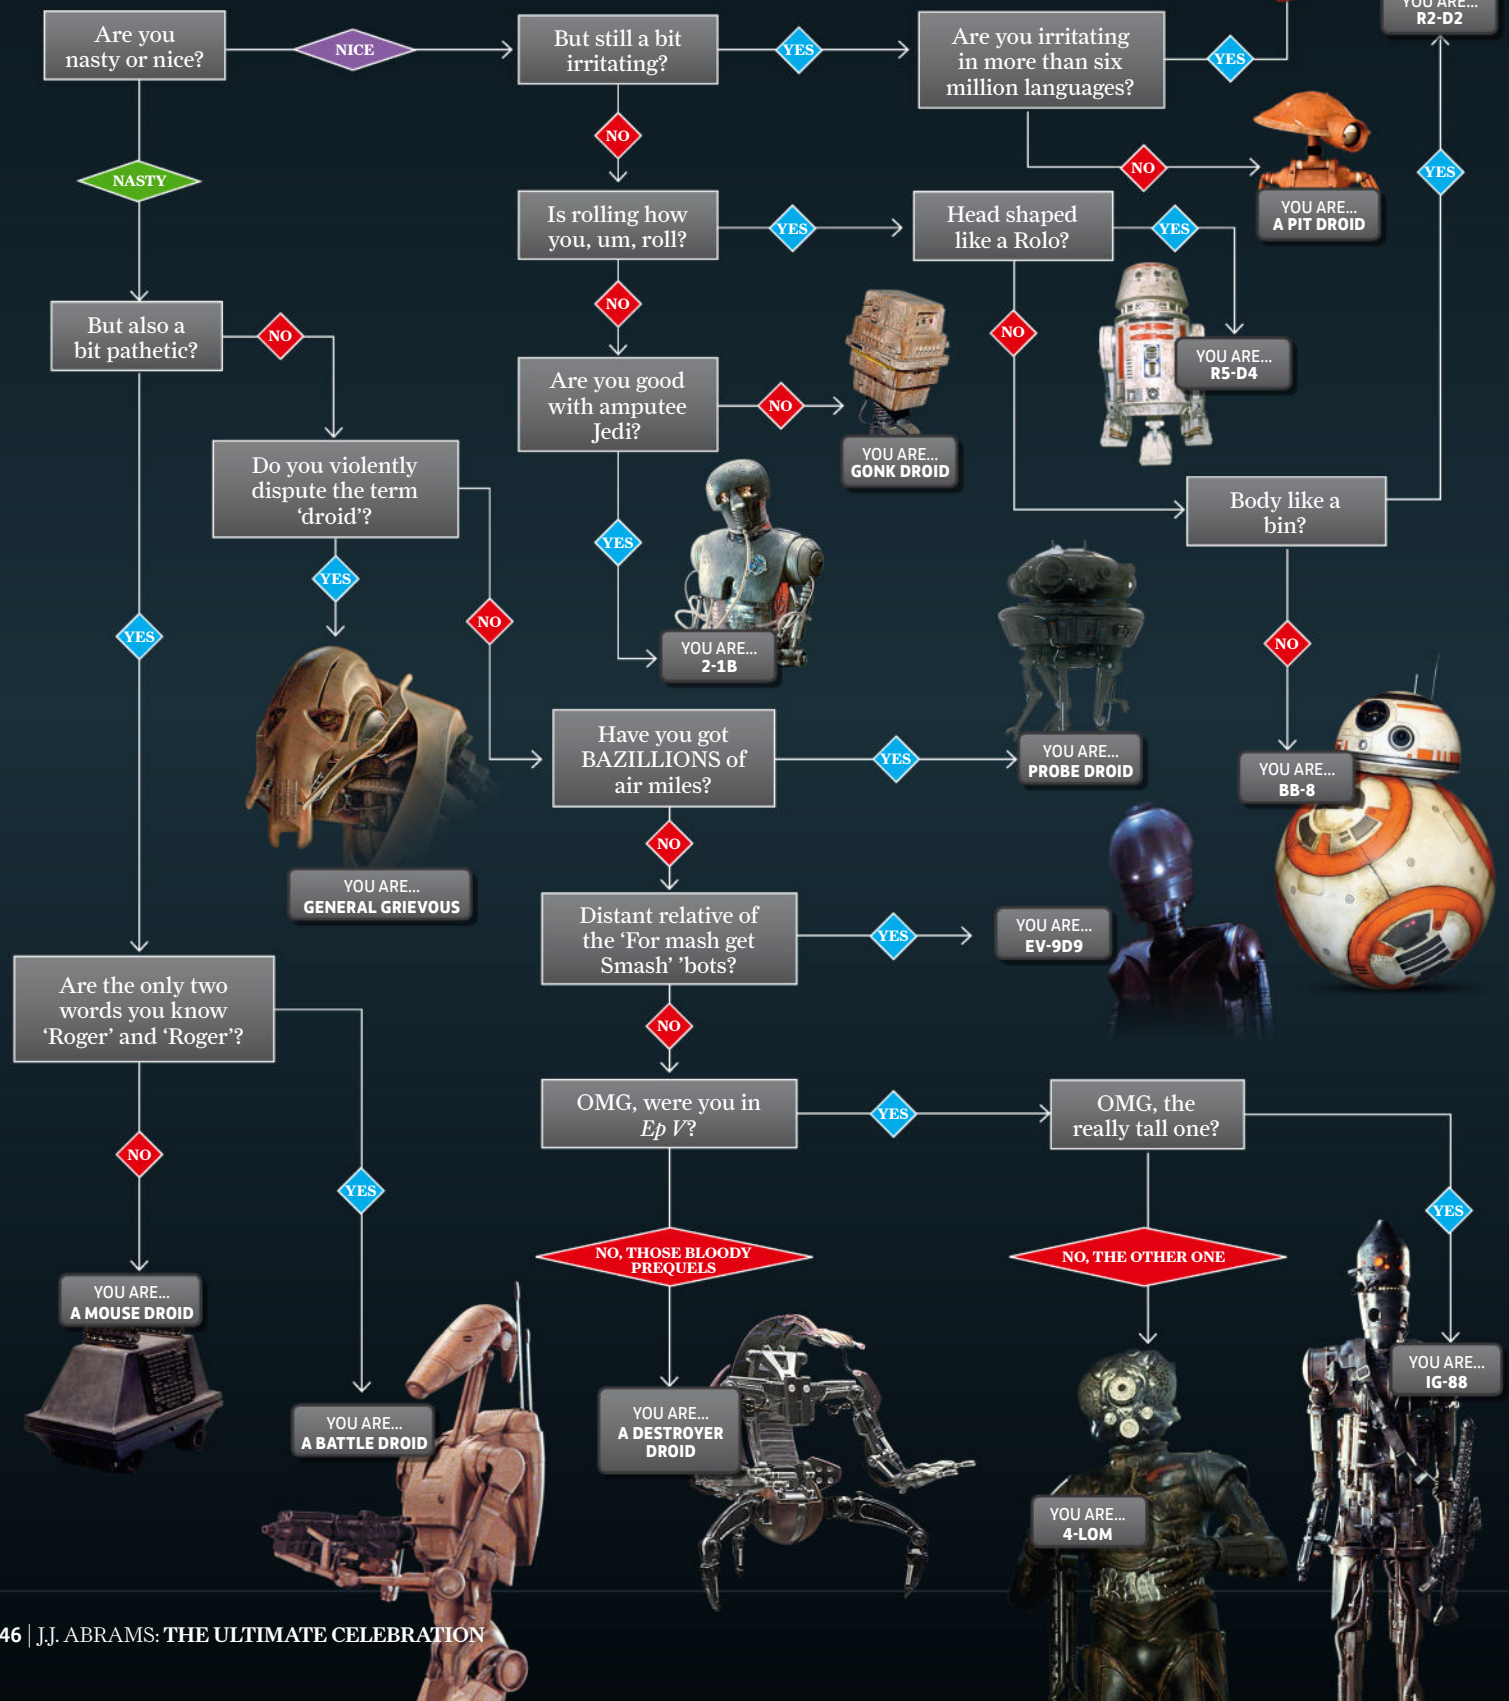 Are you
nasty or nice?
NICE
But still a bit
irritating?
YES
Are you irritating
in more than six
million languages?
YES
YOU ARE...
R2-D2
NO
NO
YOU ARE...
A PIT DROID
YES
NASTY
Is rolling how
you, um, roll?
YES
Head shaped
like a Rolo?
YES
NO
NO
YOU ARE...
R5-D4
But also a
bit pathetic?
NO
Are you good
with amputee
Jedi?
NO
YOU ARE...
GONK DROID
Do you violently
dispute the term
‘droid’?
Body like a
bin?
YES
YES
NO
YES
NO
YOU ARE...
2-1B
Have you got
BAZILLIONS of
air miles?
YES
YOU ARE...
PROBE DROID
YOU ARE...
BB-8
NO
YOU ARE...
GENERAL GRIEVOUS
Distant relative of
the ‘For mash get
Smash’ ’bots?
YES
YOU ARE...
EV-9D9
Are the only two
words you know
‘Roger’ and ‘Roger’?
NO
OMG, were you in
Ep V?
YES
OMG, the
really tall one?
NO
YES
YES
NO, THOSE BLOODY
PREQUELS
NO, THE OTHER ONE
YOU ARE...
A MOUSE DROID
YOU ARE...
IG-88
YOU ARE...
A BATTLE DROID
YOU ARE...
A DESTROYER
DROID
YOU ARE...
4-LOM
46 | J.J. ABRAMS: THE ULTIMATE CELEBRATION